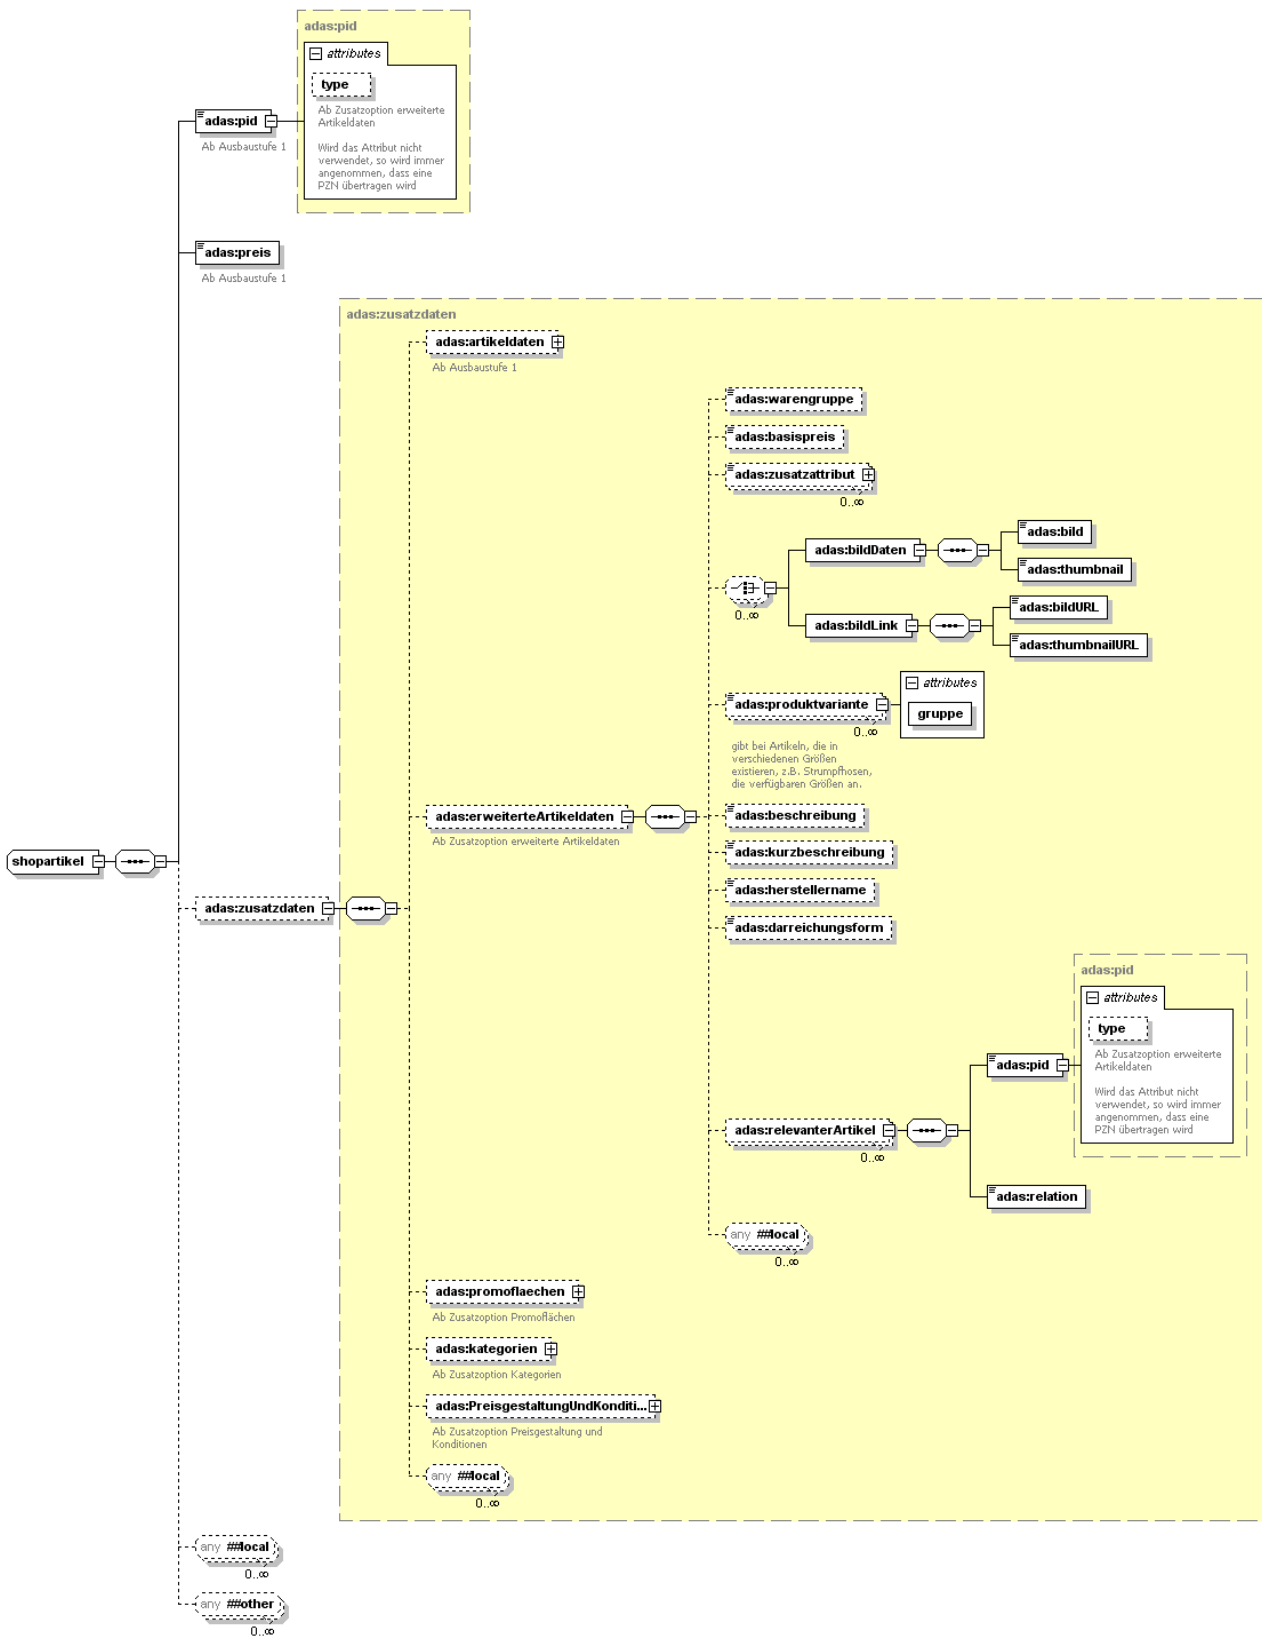 adas:pid
attributes
type
Ab Zusatzoption erweiterte
Artikeldaten
Wird das Attribut nicht
verwendet, so wird immer
angenommen, dass eine
PZN übertragen wird
adas:pid
Ab Ausbaustufe 1
adas:preis
Ab Ausbaustufe 1
adas:zusatzdaten
adas:artikeldaten
Ab Ausbaustufe 1
adas:warengruppe
adas:basispreis
adas:zusatzattribut
0..∞
adas:bildDaten
adas:bild
adas:thumbnail
0..∞
adas:bildLink
adas:bildURL
adas:thumbnailURL
adas:produktvariante
0..∞
attributes
gruppe
gibt bei Artikeln, die in
verschiedenen Größen
existieren, z.B. Strumpfhosen,
die verfügbaren Größen an.
adas:erweiterteArtikeldaten
Ab Zusatzoption erweiterte Artikeldaten
adas:beschreibung
adas:kurzbeschreibung
adas:herstellername
adas:darreichungsform
shopartikel
adas:zusatzdaten
adas:pid
attributes
type
Ab Zusatzoption erweiterte
Artikeldaten
Wird das Attribut nicht
verwendet, so wird immer
angenommen, dass eine
PZN übertragen wird
adas:pid
adas:relevanterArtikel
0..∞
adas:relation
any ##local
0..∞
adas:promoflaechen
Ab Zusatzoption Promoflächen
adas:kategorien
Ab Zusatzoption Kategorien
adas:PreisgestaltungUndKonditi...
Ab Zusatzoption Preisgestaltung und
Konditionen
any ##local
0..∞
any ##local
0..∞
any ##other
0..∞